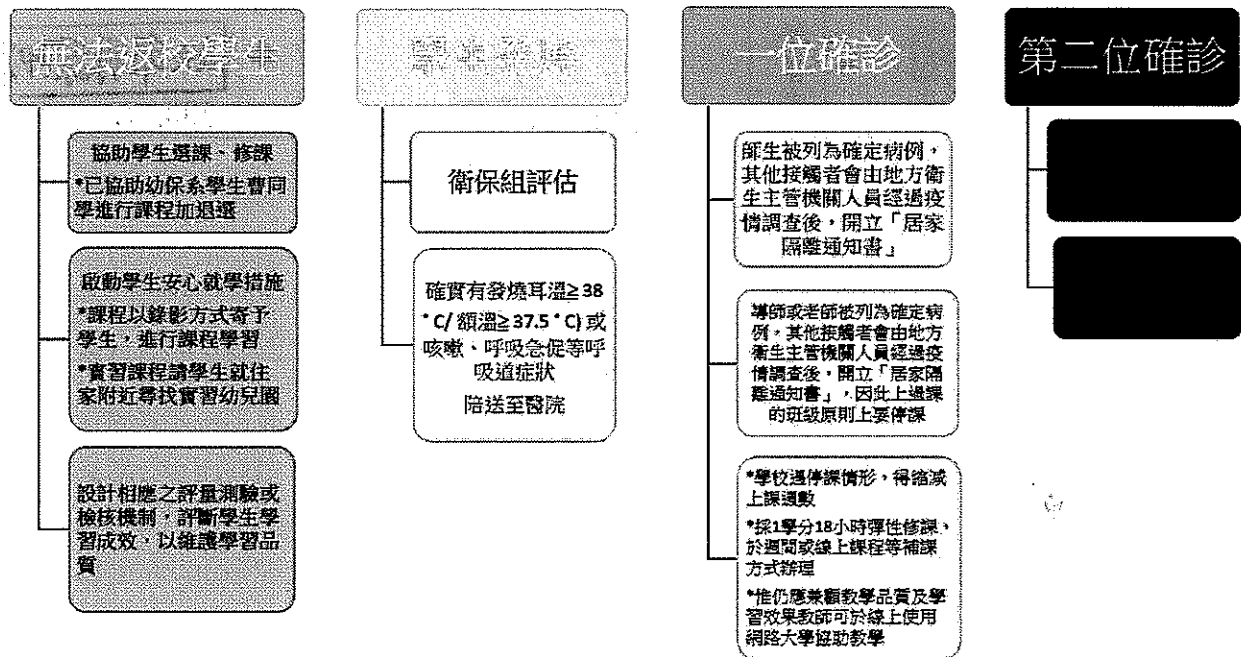 無法返校學生
協助學生選課、修課
*已協助幼保系學生曹同
學進行課程加退選
啟動學生安心就學措施
*課程以錄影方式寄予
學生，進行課程學習
*實習課程請學生就住
家附近尋找實習幼兒園
設計相應之評量測驗或
檢核機制，評斷學生學
習成效，以維護學習品
質
學生發燒
衛保組評估
確實有發燒耳溫≥38
°C/ 額溫≥37.5°C)或
咳嗽、呼吸急促等呼
吸道症狀
陪送至醫院
一位確診
師生被列為確定病例，
其他接觸者會由地方衛
生主管機關人員經過疫
情調查後，開立「居家
隔離通知書」
導師或老師被列為確定病
例，其他接觸者會由地方
衛生主管機關人員經過疫
情調查後，開立「居家隔
離通知書」，因此上過課
的班級原則上要停課
*學校遇停課情形，得縮減
上課週數
*採1學分18小時彈性修課、
於週間或線上課程等補課
方式辦理
*惟仍應兼顧教學品質及學
習效果教師可於線上使用
網路大學協助教學
第二位確診